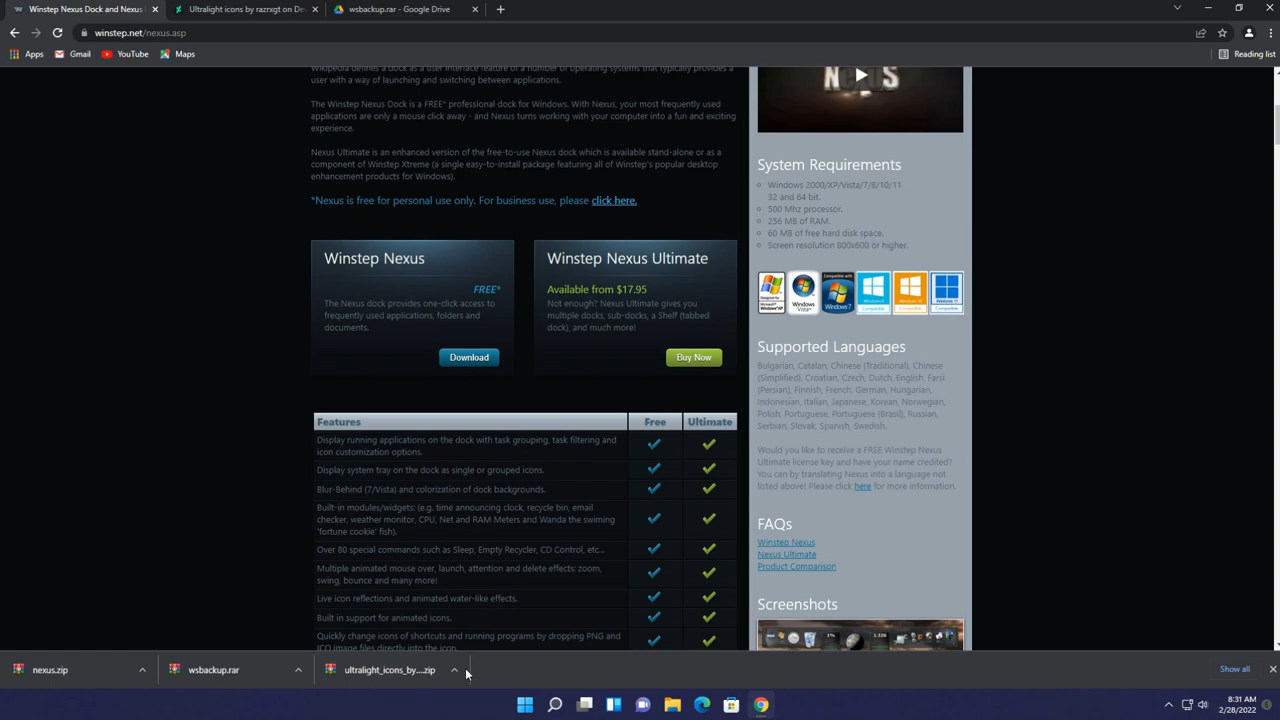 Winstep Nexus Dock and Nexus U
Ultralight icons by razxgt on Devi
wsbackup.rar - Google Drive
winstep.net/nexus.asp
Apps Gmail YouTube Maps Reading list
Wikipedia defines a dock as a user interface feature of a number of operating systems that typically provides a
user with a way of launching and switching between applications.
The Winstep Nexus Dock is a FREE* professional dock for Windows. With Nexus, your most frequently used
applications are only a mouse click away - and Nexus turns working with your computer into a fun and exciting
experience.
Nexus Ultimate is an enhanced version of the free-to-use Nexus dock which is available stand-alone or as a
component of Winstep Xtreme (a single easy-to-install package featuring all of Winstep's popular desktop
enhancement products for Windows).
*Nexus is free for personal use only. For business use, please click here.
Winstep Nexus
FREE*
The Nexus dock provides one-click access to
frequently used applications, folders and
documents.
Download
Winstep Nexus Ultimate
Available from $17.95
Not enough? Nexus Ultimate gives you
multiple docks, sub-docks, a Shelf (tabbed
dock), and much more!
Buy Now
Features Free Ultimate
Display running applications on the dock with task grouping, task filtering and
icon customization options.
Display system tray on the dock as single or grouped icons.
Blur-Behind (7/Vista) and colorization of dock backgrounds.
Built-in modules/widgets: (e.g. time announcing clock, recycle bin, email
checker, weather monitor, CPU, Net and RAM Meters and Wanda the swiming
'fortune cookie' fish).
Over 80 special commands such as Sleep, Empty Recycler, CD Control, etc...
Multiple animated mouse over, launch, attention and delete effects: zoom,
swing, bounce and many more!
Live icon reflections and animated water-like effects.
Built in support for animated icons.
Quickly change icons of shortcuts and running programs by dropping PNG and
ICO image files directly into the icon.
NeXuS
System Requirements
Windows 2000/XP/Vista/7/8/10/11
32 and 64 bit.
500 Mhz processor.
256 MB of RAM.
60 MB of free hard disk space.
Screen resolution 800x600 or higher.
Supported Languages
Bulgarian, Catalan, Chinese (Traditional), Chinese
(Simplified), Croatian, Czech, Dutch, English, Farsi
(Persian), Finnish, French, German, Hungarian,
Indonesian, Italian, Japanese, Korean, Norwegian,
Polish, Portuguese, Portuguese (Brasil), Russian,
Serbian, Slovak, Spanish, Swedish.
Would you like to receive a FREE Winstep Nexus
Ultimate license key and have your name credited?
You can by translating Nexus into a language not
listed above! Please click here for more information.
FAQs
Winstep Nexus
Nexus Ultimate
Product Comparison
Screenshots
nexus.zip
wsbackup.rar
ultralight_icons_by_....zip
Show all
8:31 AM
2/28/2022